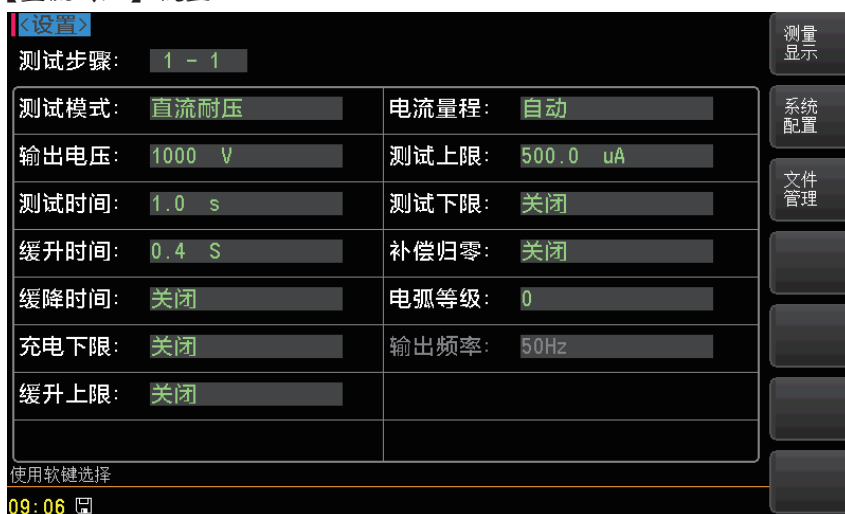 <设置>
测试步骤: 1 - 1
测试模式: 直流耐压 电流量程: 自动
输出电压: 1000 V 测试上限: 500.0 uA
测试时间: 1.0 s 测试下限: 关闭
缓升时间: 0.4 S 补偿归零: 关闭
缓降时间: 关闭 电弧等级: 0
充电下限: 关闭 输出频率: 50Hz
缓升上限: 关闭
使用软键选择
09:06
测量
显示
系统
配置
文件
管理